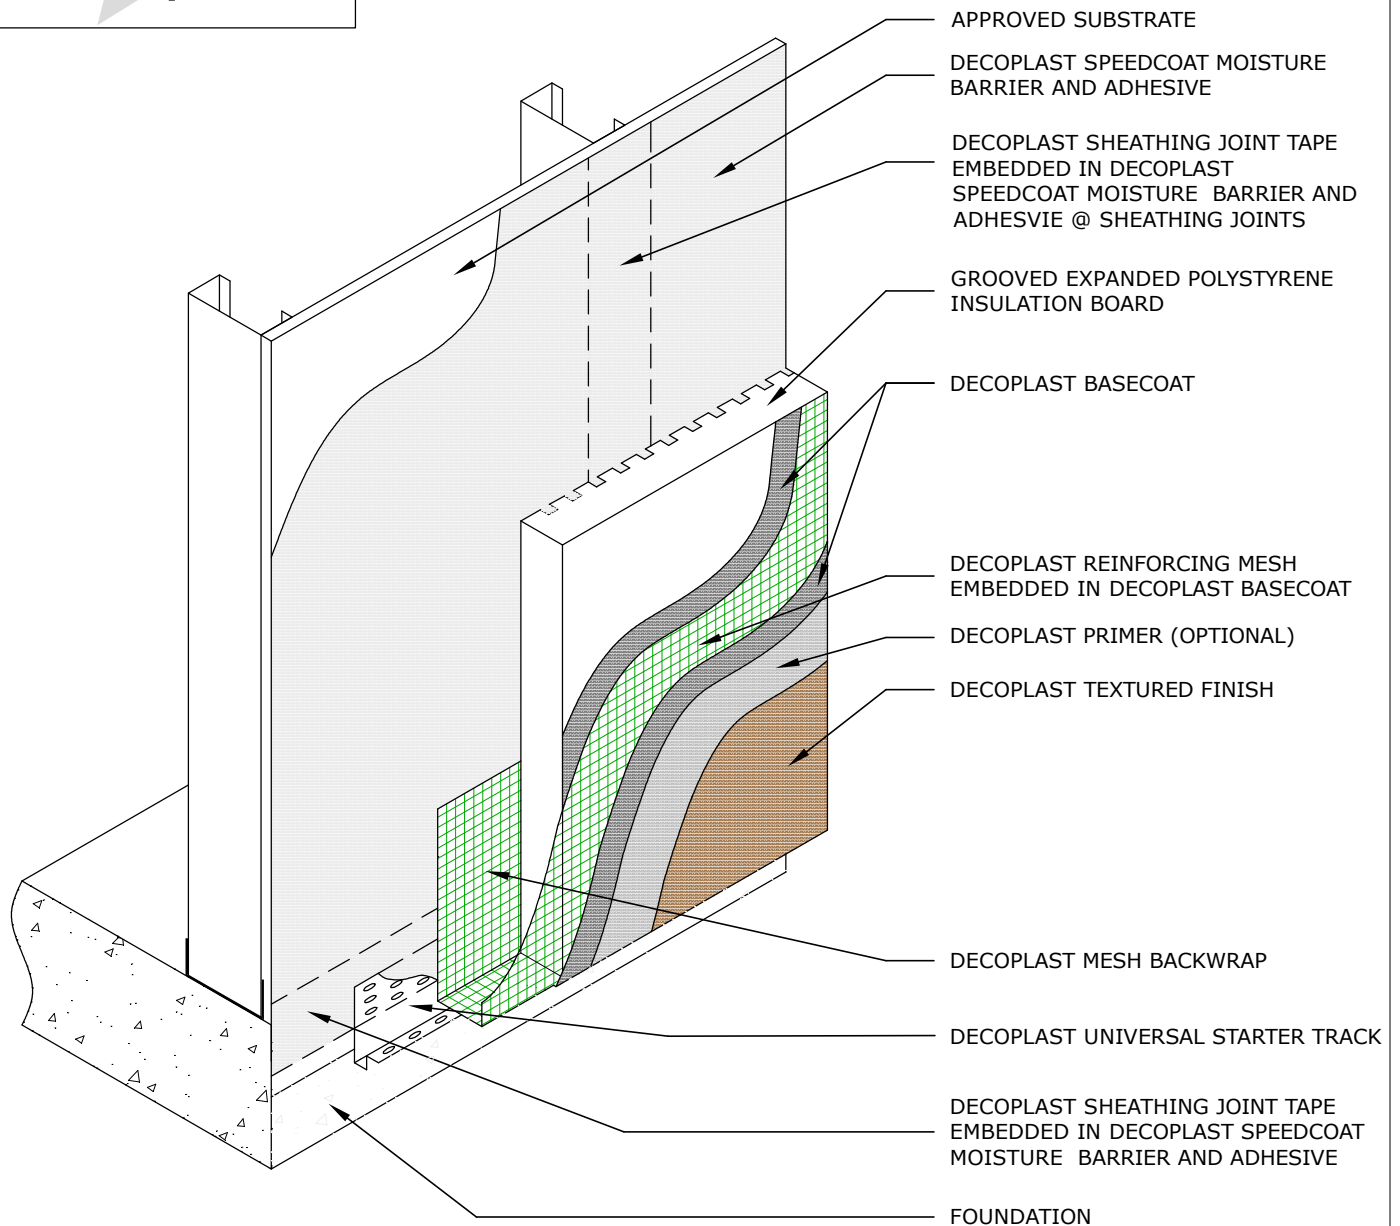 APPROVED SUBSTRATE
DECOPLAST SPEEDCOAT MOISTURE
BARRIER AND ADHESIVE
DECOPLAST SHEATHING JOINT TAPE
EMBEDDED IN DECOPLAST
SPEEDCOAT MOISTURE BARRIER AND
ADHESVIE @ SHEATHING JOINTS
GROOVED EXPANDED POLYSTYRENE
INSULATION BOARD
DECOPLAST BASECOAT
DECOPLAST REINFORCING MESH
EMBEDDED IN DECOPLAST BASECOAT
DECOPLAST PRIMER (OPTIONAL)
DECOPLAST TEXTURED FINISH
DECOPLAST MESH BACKWRAP
DECOPLAST UNIVERSAL STARTER TRACK
DECOPLAST SHEATHING JOINT TAPE
EMBEDDED IN DECOPLAST SPEEDCOAT
MOISTURE BARRIER AND ADHESIVE
FOUNDATION